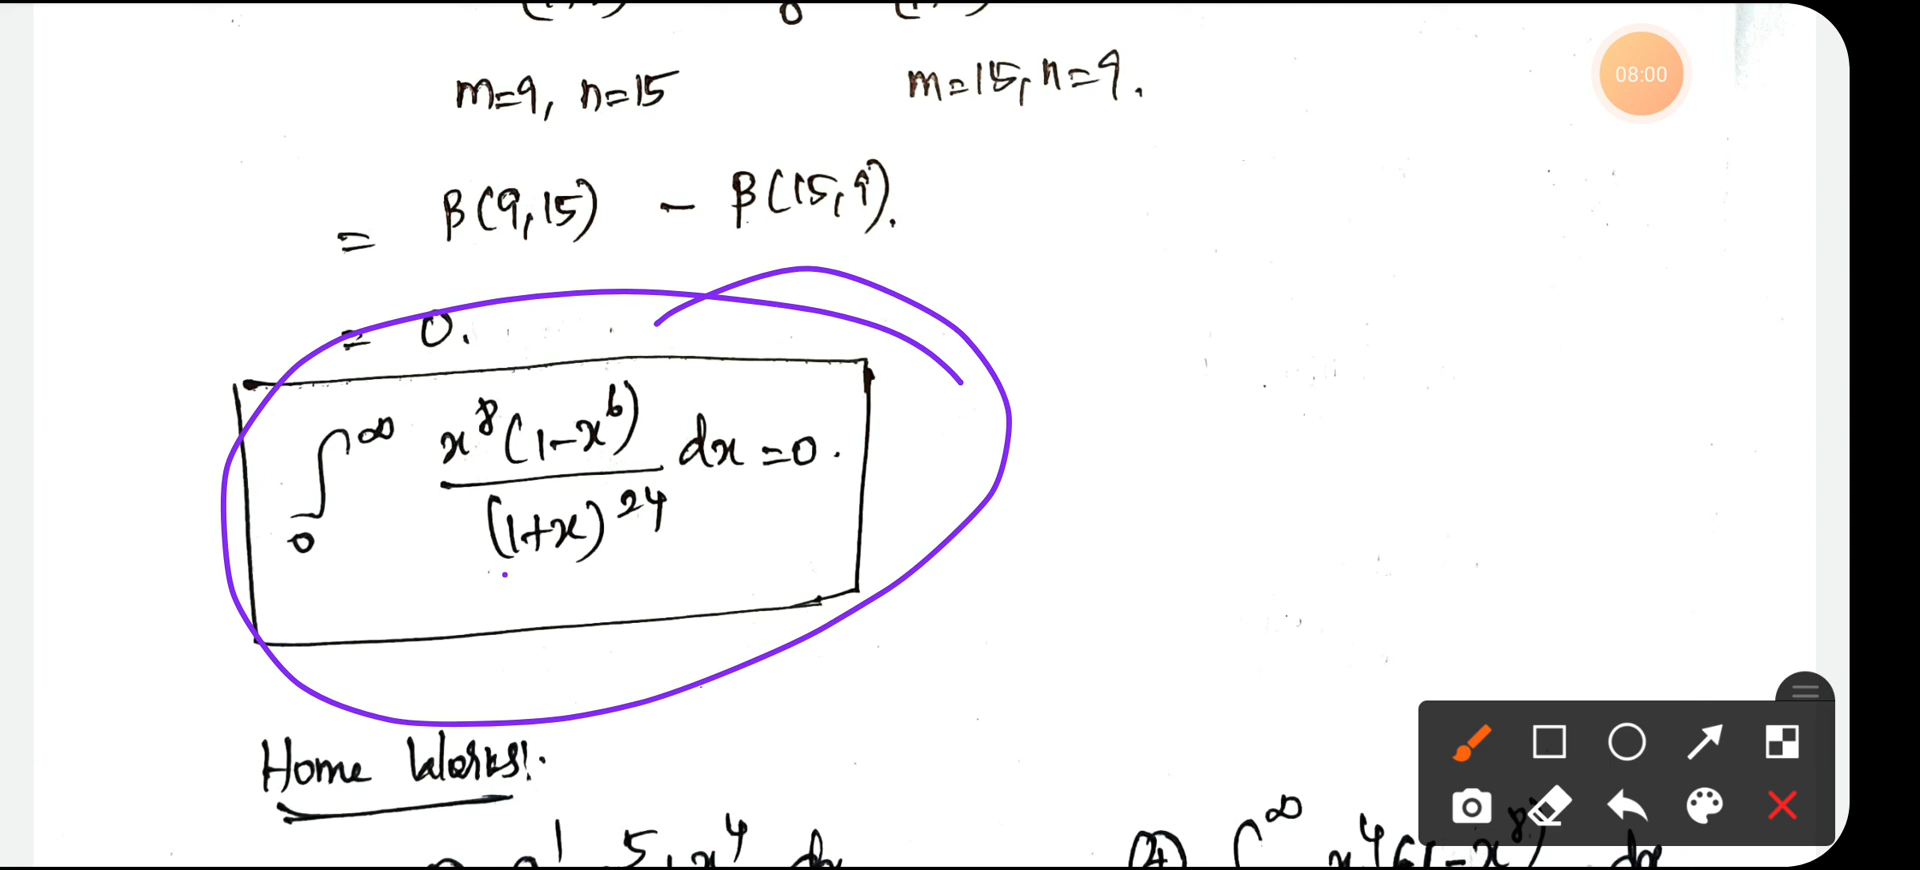 08:00
m=9, n=15 m=15, n=9.
= β(9,15) - β(15,9).
= 0.
∫₀^∞ x⁸(1-x⁶) / (1+x)²⁴ dx = 0.
Home Works!.